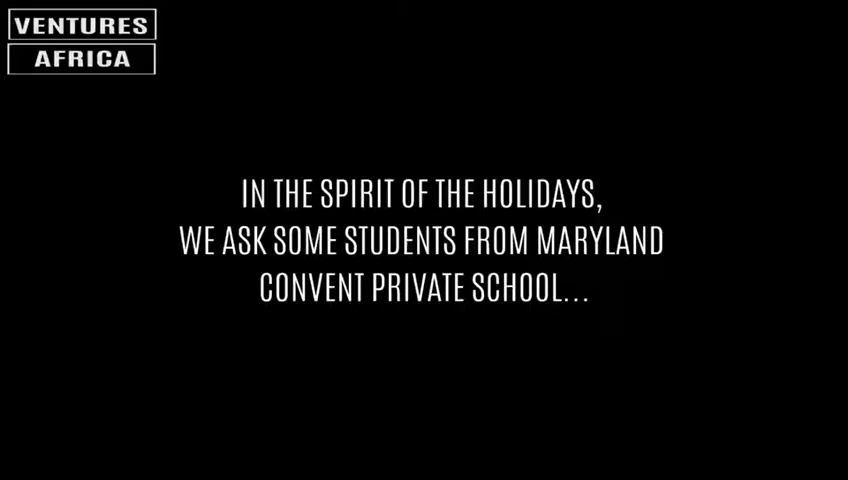 VENTURES
AFRICA
IN THE SPIRIT OF THE HOLIDAYS,
WE ASK SOME STUDENTS FROM MARYLAND
CONVENT PRIVATE SCHOOL...